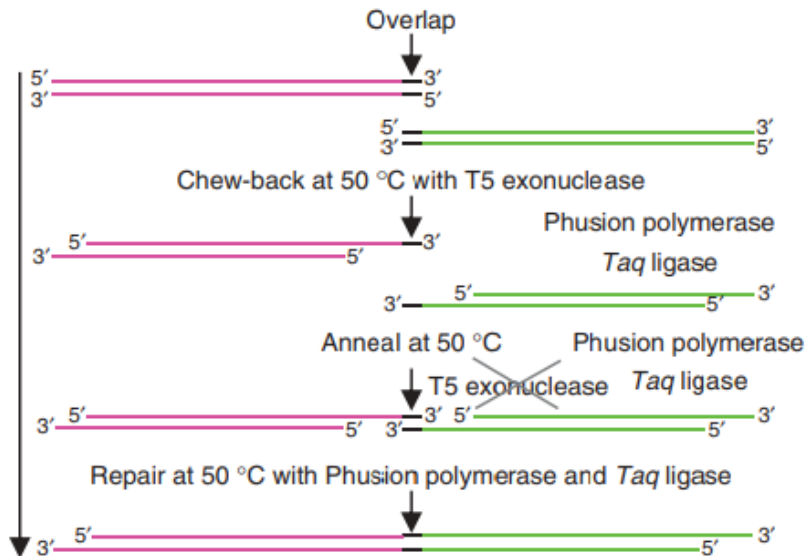 Overlap
5′ 3′
3′ 5′
5′ 3′
3′ 5′
Chew-back at 50 °C with T5 exonuclease
Phusion polymerase
5′ 3′
Taq ligase
3′ 5′
5′ 3′
3′ 5′
Anneal at 50 °C Phusion polymerase
T5 exonuclease Taq ligase
5′ 3′ 5′ 3′
3′ 5′ 3′ 5′
Repair at 50 °C with Phusion polymerase and Taq ligase
5′ 3′
3′ 5′